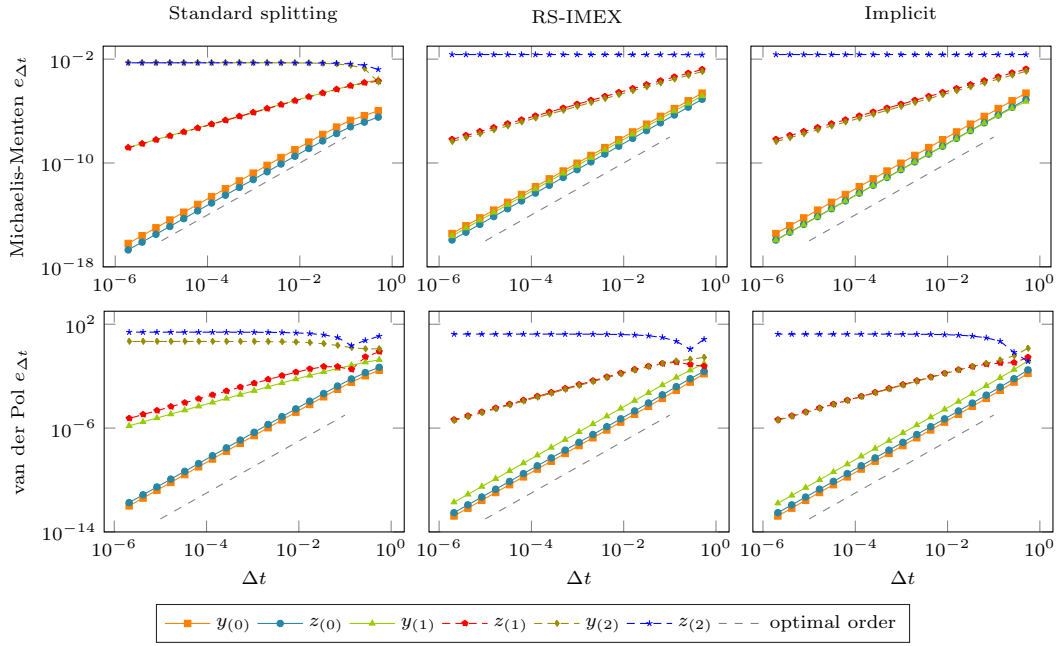 Standard splitting RS-IMEX Implicit
Michaelis-Menten e_{Δt}
10^{−2}
10^{−10}
10^{−18}
10^{−6} 10^{−4} 10^{−2} 10^{0} 10^{−6} 10^{−4} 10^{−2} 10^{0} 10^{−6} 10^{−4} 10^{−2} 10^{0}
van der Pol e_{Δt}
10^{2}
10^{−6}
10^{−14}
10^{−6} 10^{−4} 10^{−2} 10^{0} 10^{−6} 10^{−4} 10^{−2} 10^{0} 10^{−6} 10^{−4} 10^{−2} 10^{0}
Δt Δt Δt
y_{(0)} z_{(0)} y_{(1)} z_{(1)} y_{(2)} z_{(2)} optimal order